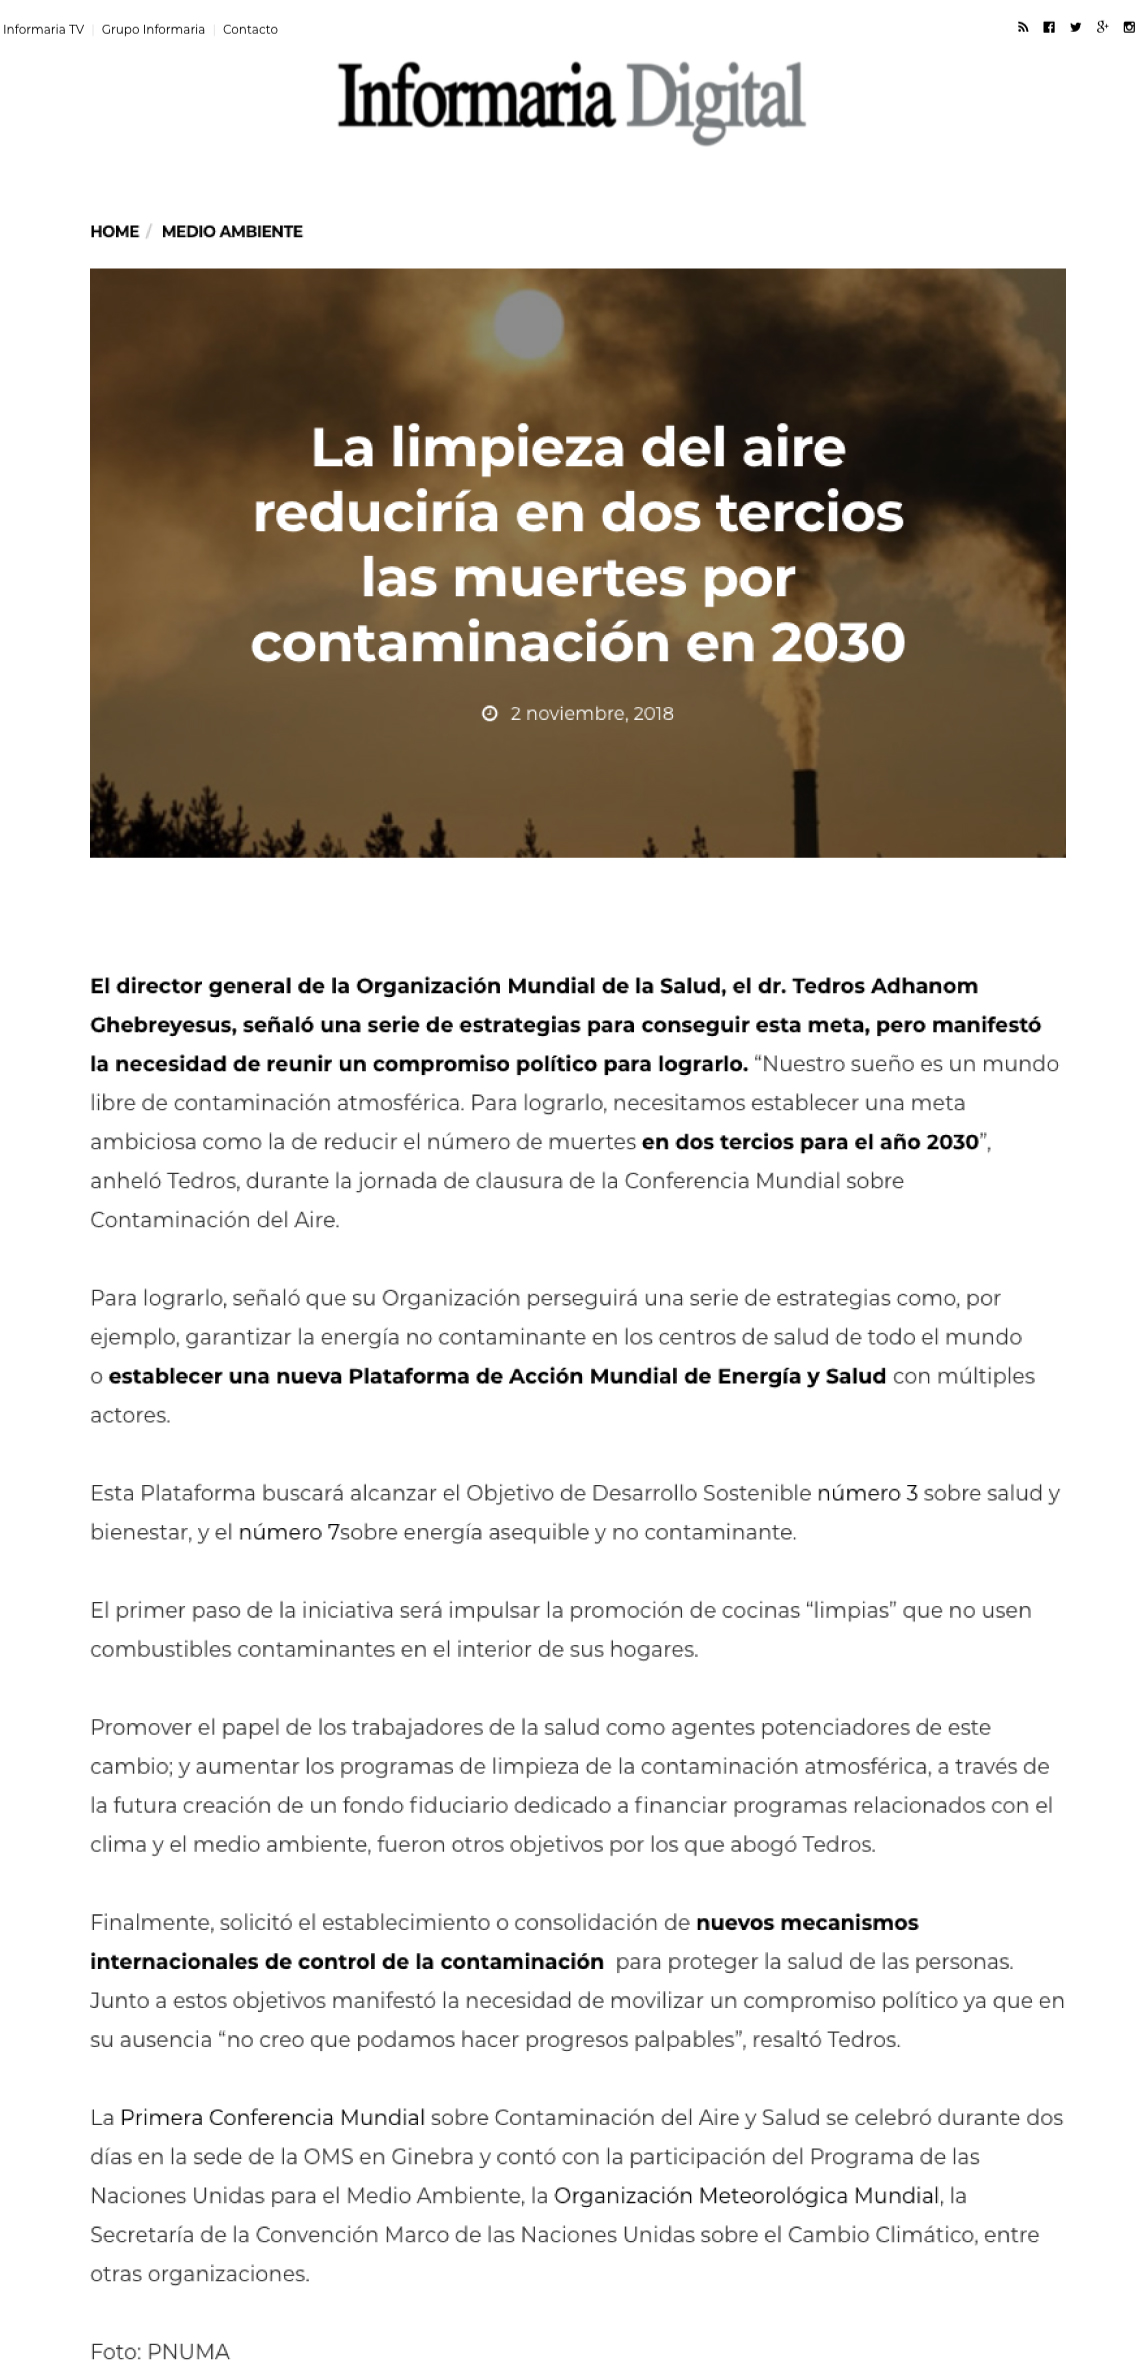 Informaria TV | Grupo Informaria | Contacto
Informaria Digital
HOME / MEDIO AMBIENTE
La limpieza del aire
reduciría en dos tercios
las muertes por
contaminación en 2030
2 noviembre, 2018
El director general de la Organización Mundial de la Salud, el dr. Tedros Adhanom
Ghebreyesus, señaló una serie de estrategias para conseguir esta meta, pero manifestó
la necesidad de reunir un compromiso político para lograrlo. “Nuestro sueño es un mundo
libre de contaminación atmosférica. Para lograrlo, necesitamos establecer una meta
ambiciosa como la de reducir el número de muertes en dos tercios para el año 2030”,
anheló Tedros, durante la jornada de clausura de la Conferencia Mundial sobre
Contaminación del Aire.
Para lograrlo, señaló que su Organización perseguirá una serie de estrategias como, por
ejemplo, garantizar la energía no contaminante en los centros de salud de todo el mundo
o establecer una nueva Plataforma de Acción Mundial de Energía y Salud con múltiples
actores.
Esta Plataforma buscará alcanzar el Objetivo de Desarrollo Sostenible número 3 sobre salud y
bienestar, y el número 7sobre energía asequible y no contaminante.
El primer paso de la iniciativa será impulsar la promoción de cocinas “limpias” que no usen
combustibles contaminantes en el interior de sus hogares.
Promover el papel de los trabajadores de la salud como agentes potenciadores de este
cambio; y aumentar los programas de limpieza de la contaminación atmosférica, a través de
la futura creación de un fondo fiduciario dedicado a financiar programas relacionados con el
clima y el medio ambiente, fueron otros objetivos por los que abogó Tedros.
Finalmente, solicitó el establecimiento o consolidación de nuevos mecanismos
internacionales de control de la contaminación para proteger la salud de las personas.
Junto a estos objetivos manifestó la necesidad de movilizar un compromiso político ya que en
su ausencia “no creo que podamos hacer progresos palpables”, resaltó Tedros.
La Primera Conferencia Mundial sobre Contaminación del Aire y Salud se celebró durante dos
días en la sede de la OMS en Ginebra y contó con la participación del Programa de las
Naciones Unidas para el Medio Ambiente, la Organización Meteorológica Mundial, la
Secretaría de la Convención Marco de las Naciones Unidas sobre el Cambio Climático, entre
otras organizaciones.
Foto: PNUMA